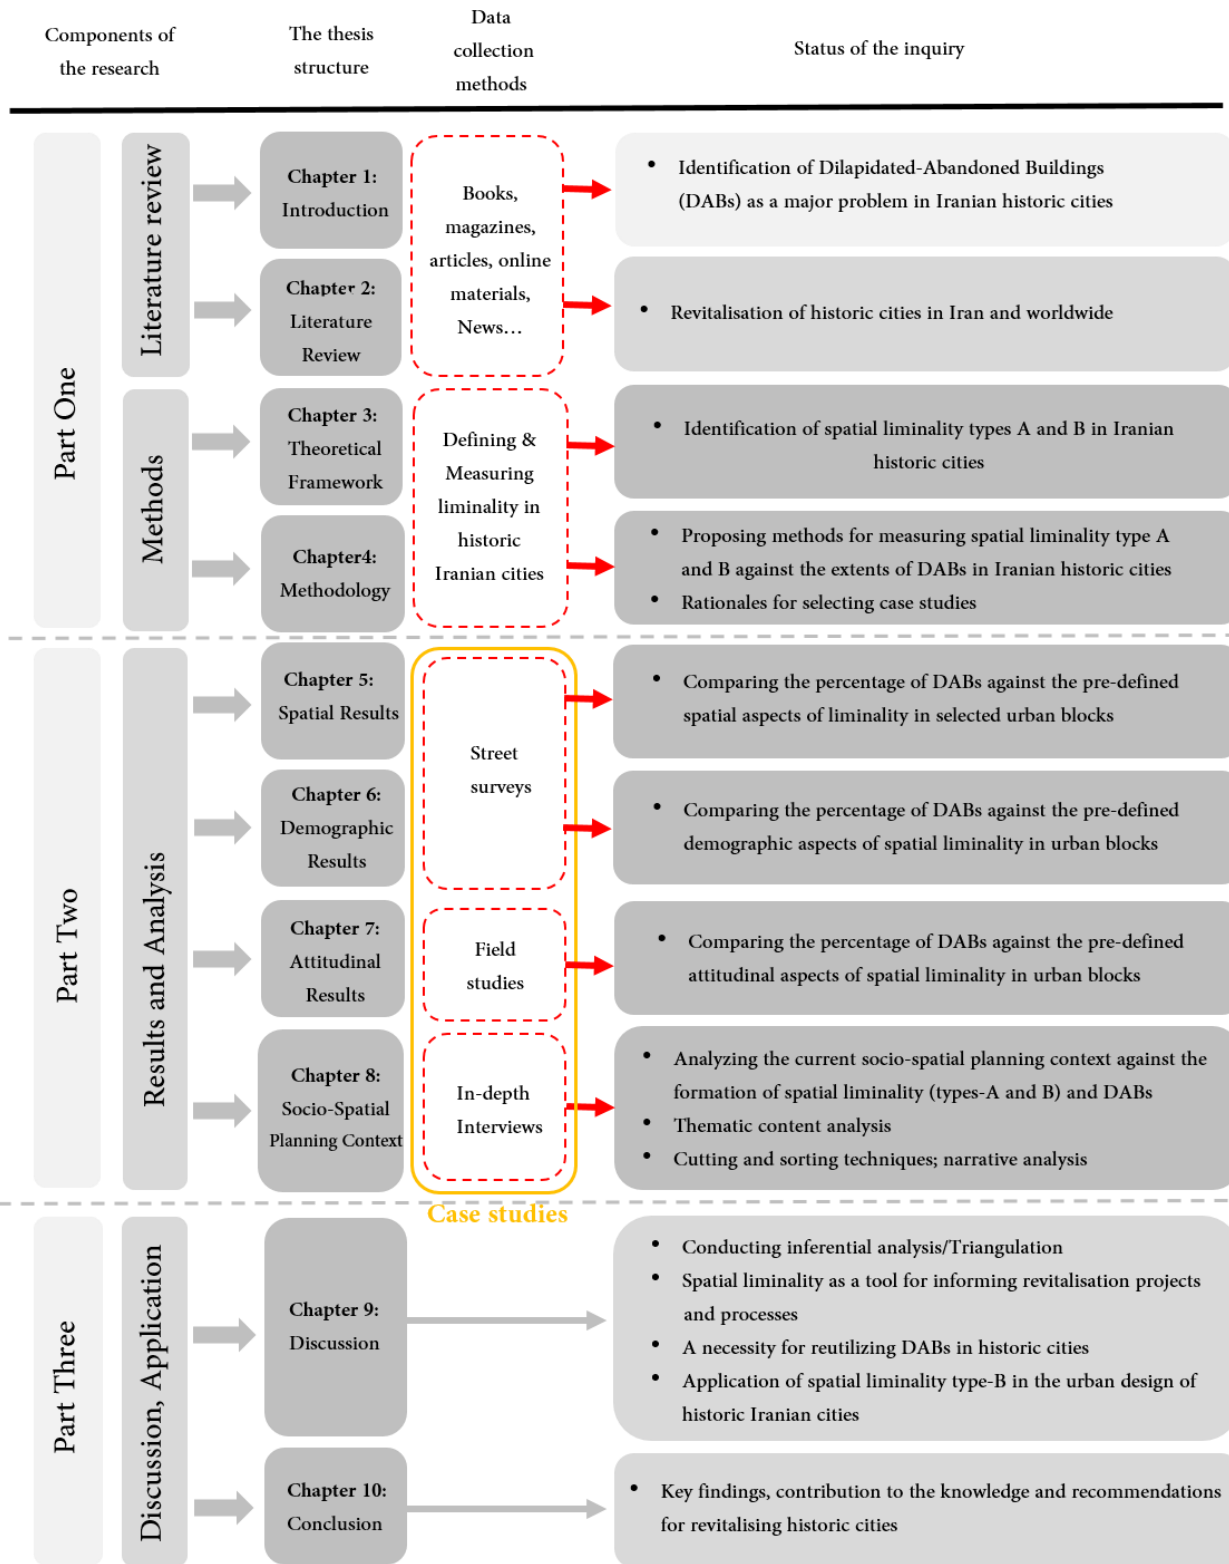 Components of
the research
The thesis
structure
Data
collection
methods
Status of the inquiry
Part One
Literature review
Chapter 1:
Introduction
Books,
magazines,
articles, online
materials,
News...
• Identification of Dilapidated-Abandoned Buildings
(DABs) as a major problem in Iranian historic cities
Chapter 2:
Literature
Review
• Revitalisation of historic cities in Iran and worldwide
Methods
Chapter 3:
Theoretical
Framework
Defining &
Measuring
liminality in
historic
Iranian cities
• Identification of spatial liminality types A and B in Iranian
historic cities
Chapter4:
Methodology
• Proposing methods for measuring spatial liminality type A
and B against the extents of DABs in Iranian historic cities
• Rationales for selecting case studies
Part Two
Results and Analysis
Chapter 5:
Spatial Results
Street
surveys
• Comparing the percentage of DABs against the pre-defined
spatial aspects of liminality in selected urban blocks
Chapter 6:
Demographic
Results
• Comparing the percentage of DABs against the pre-defined
demographic aspects of spatial liminality in urban blocks
Chapter 7:
Attitudinal
Results
Field
studies
• Comparing the percentage of DABs against the pre-defined
attitudinal aspects of spatial liminality in urban blocks
Chapter 8:
Socio-Spatial
Planning Context
In-depth
Interviews
• Analyzing the current socio-spatial planning context against the
formation of spatial liminality (types-A and B) and DABs
• Thematic content analysis
• Cutting and sorting techniques; narrative analysis
Case studies
Part Three
Discussion, Application
Chapter 9:
Discussion
• Conducting inferential analysis/Triangulation
• Spatial liminality as a tool for informing revitalisation projects
and processes
• A necessity for reutilizing DABs in historic cities
• Application of spatial liminality type-B in the urban design of
historic Iranian cities
Chapter 10:
Conclusion
• Key findings, contribution to the knowledge and recommendations
for revitalising historic cities